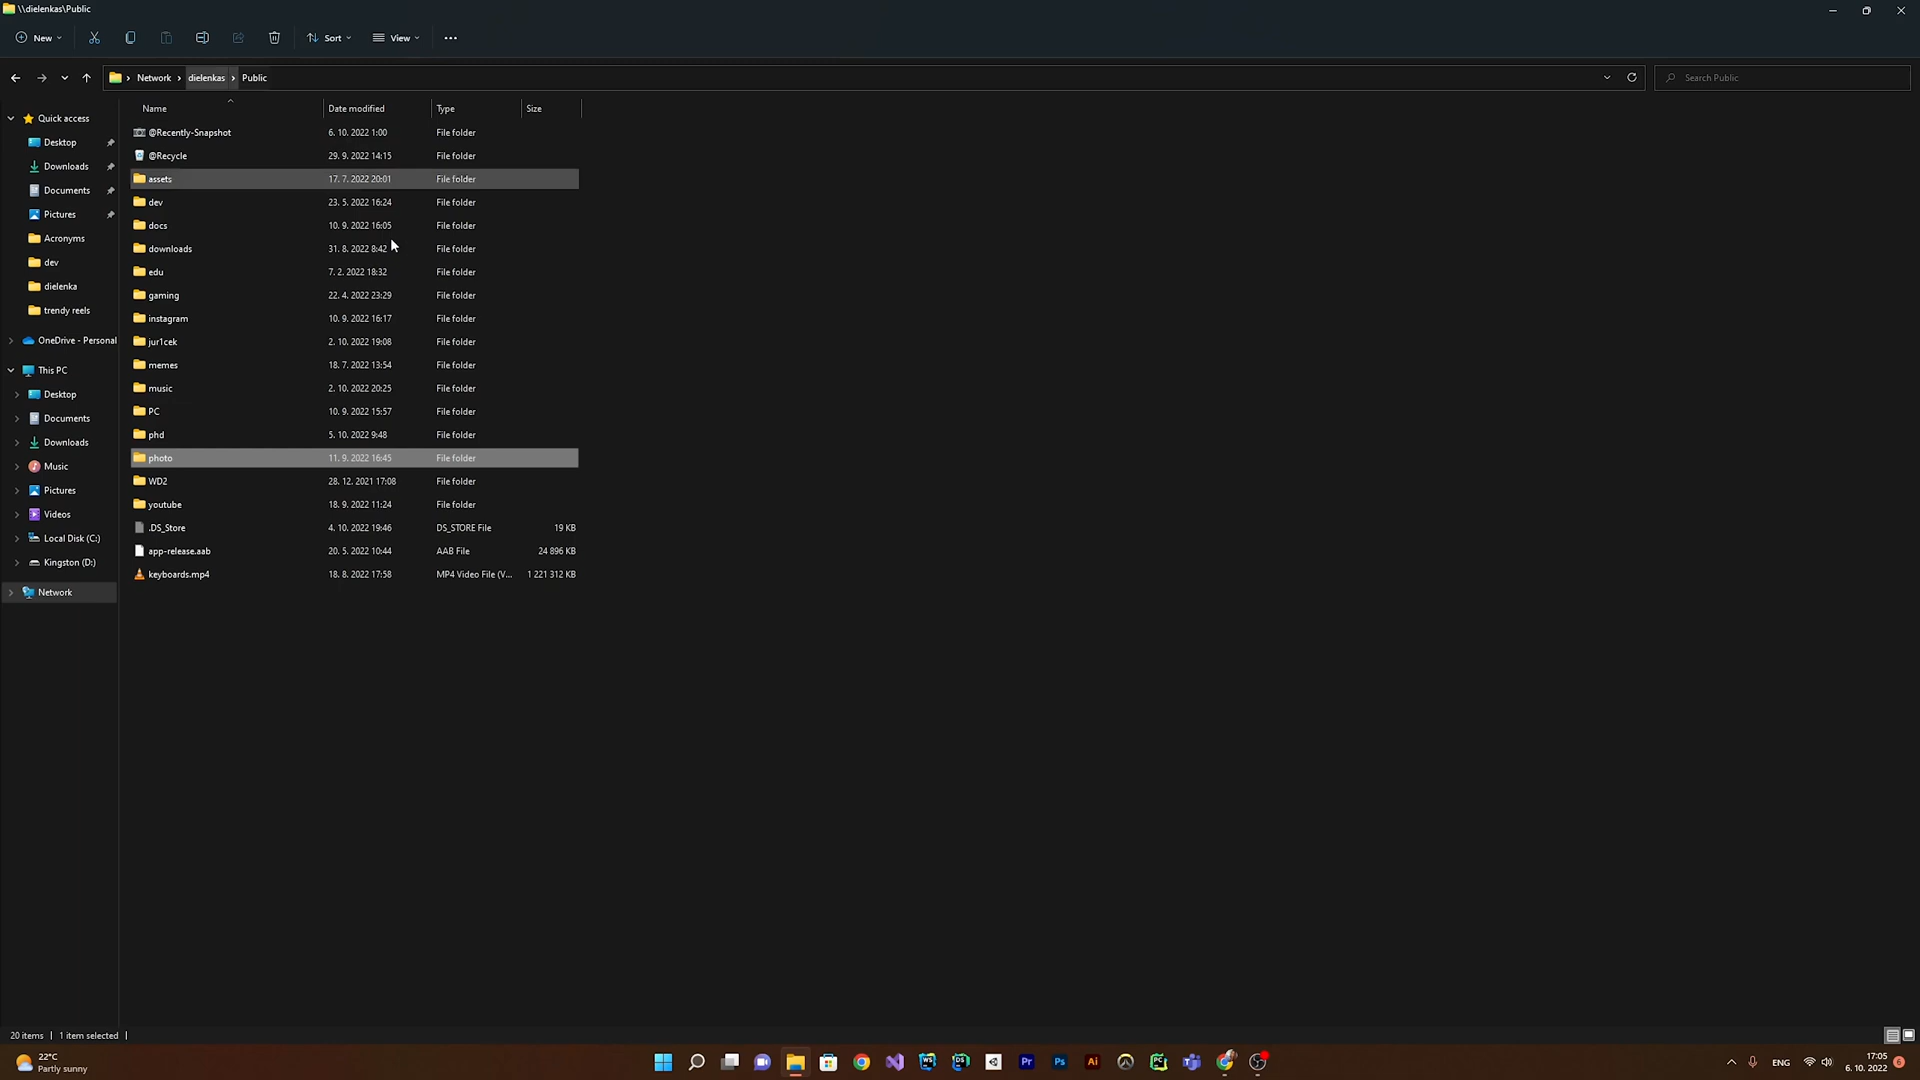 \\dielenkas\Public
New
Sort
View
Network
dielenkas
Public
Search Public
Name
Date modified
Type
Size
Quick access
Desktop
Downloads
Documents
Pictures
Acronyms
dev
dielenka
trendy reels
OneDrive - Personal
This PC
Desktop
Documents
Downloads
Music
Pictures
Videos
Local Disk (C:)
Kingston (D:)
Network
@Recently-Snapshot 6. 10. 2022 1:00 File folder
@Recycle 29. 9. 2022 14:15 File folder
assets 17. 7. 2022 20:01 File folder
dev 23. 5. 2022 16:24 File folder
docs 10. 9. 2022 16:05 File folder
downloads 31. 8. 2022 8:42 File folder
edu 7. 2. 2022 18:32 File folder
gaming 22. 4. 2022 23:29 File folder
instagram 10. 9. 2022 16:17 File folder
jur1cek 2. 10. 2022 19:08 File folder
memes 18. 7. 2022 13:54 File folder
music 2. 10. 2022 20:25 File folder
PC 10. 9. 2022 15:57 File folder
phd 5. 10. 2022 9:48 File folder
photo 11. 9. 2022 16:45 File folder
WD2 28. 12. 2021 17:08 File folder
youtube 18. 9. 2022 11:24 File folder
.DS_Store 4. 10. 2022 19:46 DS_STORE File 19 KB
app-release.aab 20. 5. 2022 10:44 AAB File 24 896 KB
keyboards.mp4 18. 8. 2022 17:58 MP4 Video File (V... 1 221 312 KB
20 items
1 item selected
22°C
Partly sunny
WS
DS
Pr
Ps
Ai
PC
ENG
17:05
6. 10. 2022
6